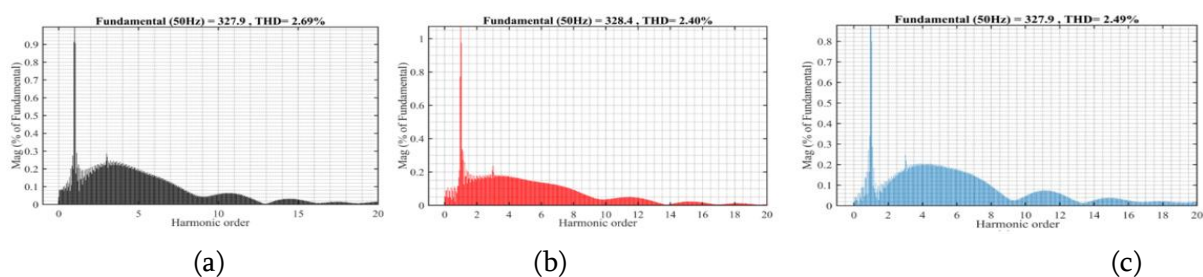 Fundamental (50Hz) = 327.9 , THD= 2.69%
Mag (% of Fundamental)
0.9
0.8
0.7
0.6
0.5
0.4
0.3
0.2
0.1
0
0 5 10 15 20
Harmonic order
(a)
Fundamental (50Hz) = 328.4 , THD= 2.40%
Mag (% of Fundamental)
1
0.8
0.6
0.4
0.2
0
0 2 4 6 8 10 12 14 16 18 20
Harmonic order
(b)
Fundamental (50Hz) = 327.9 , THD= 2.49%
Mag (% of Fundamental)
0.8
0.7
0.6
0.5
0.4
0.3
0.2
0.1
0
0 2 4 6 8 10 12 14 16 18 20
Harmonic order
(c)